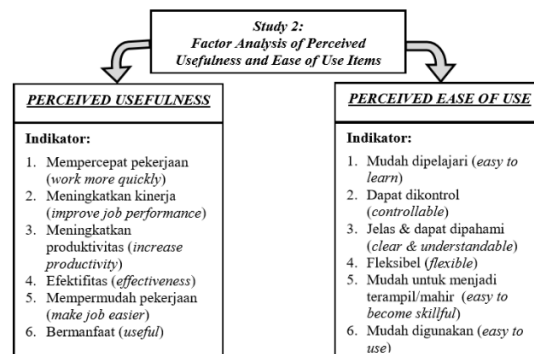 Study 2:
Factor Analysis of Perceived
Usefulness and Ease of Use Items
PERCEIVED USEFULNESS
Indikator:
1. Mempercepat pekerjaan
(work more quickly)
2. Meningkatkan kinerja
(improve job performance)
3. Meningkatkan
produktivitas (increase
productivity)
4. Efektifitas (effectiveness)
5. Mempermudah pekerjaan
(make job easier)
6. Bermanfaat (useful)
PERCEIVED EASE OF USE
Indikator:
1. Mudah dipelajari (easy to
learn)
2. Dapat dikontrol
(controllable)
3. Jelas & dapat dipahami
(clear & understandable)
4. Fleksibel (flexible)
5. Mudah untuk menjadi
terampil/mahir (easy to
become skillful)
6. Mudah digunakan (easy to
use)